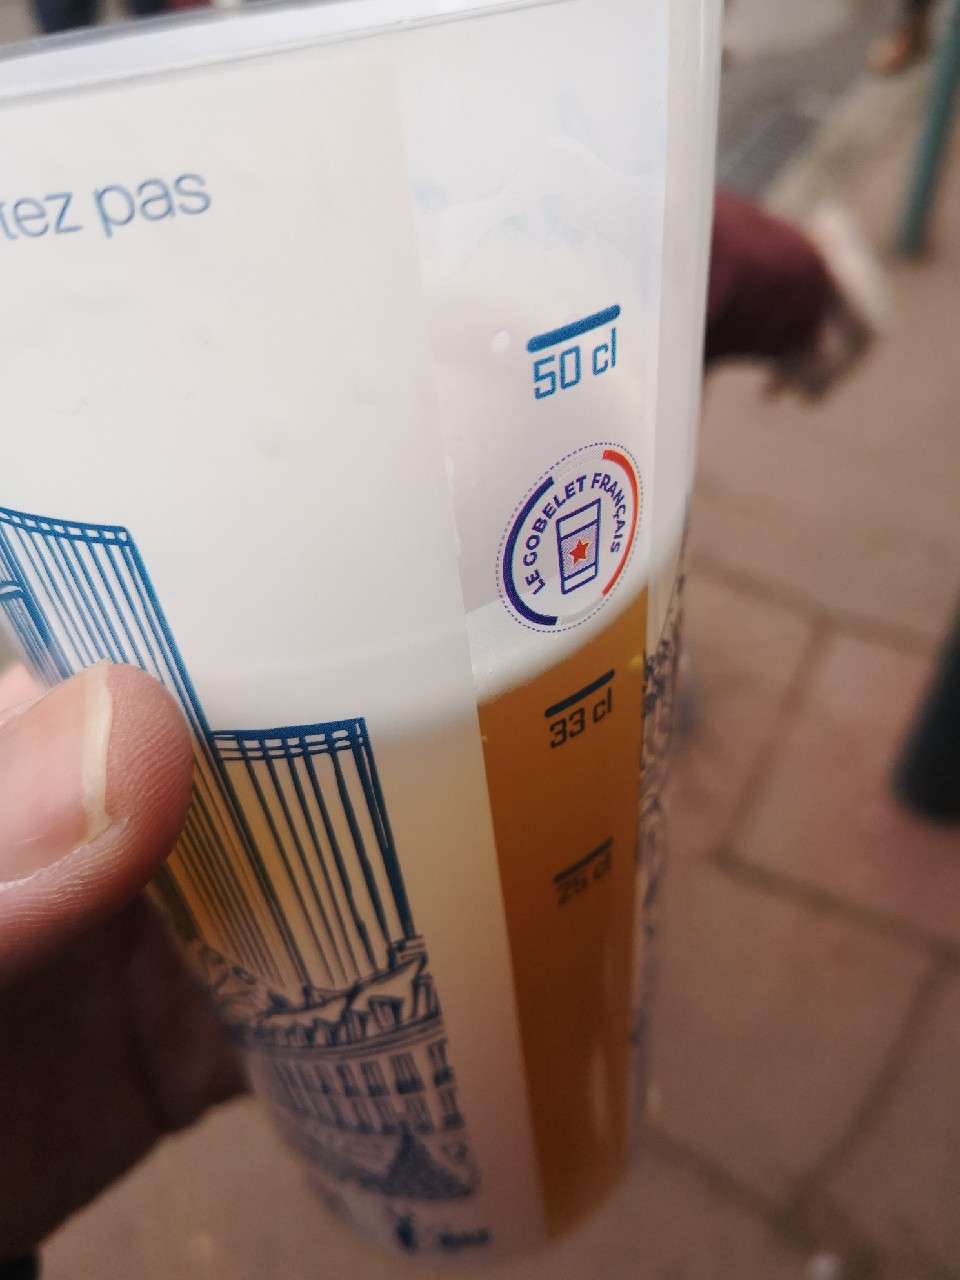 tez pas
50 cl
LE GOBELET FRANÇAIS
33 cl
25 cl